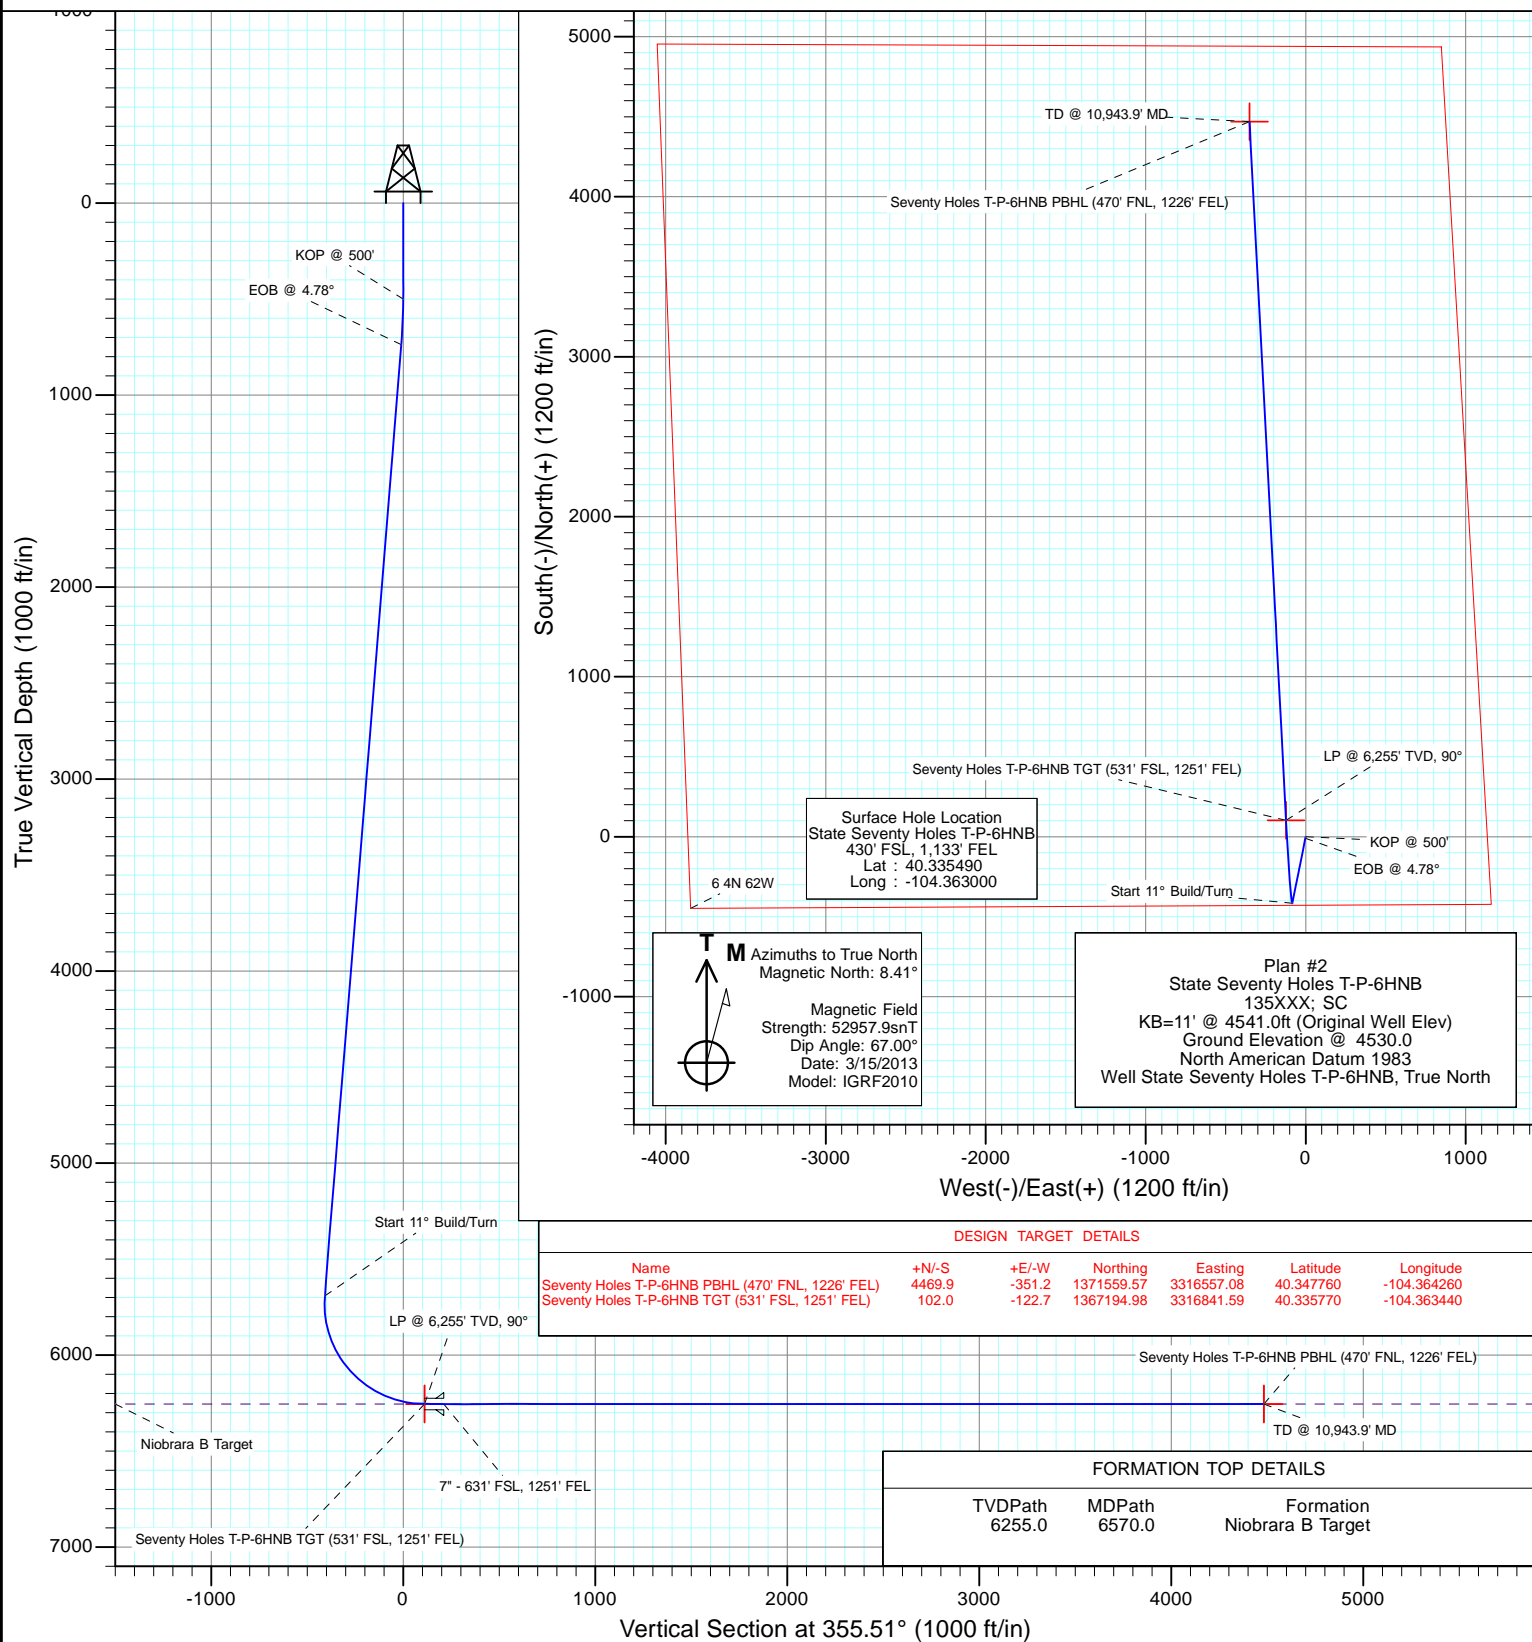 0
1000
2000
3000
4000
5000
6000
7000
True Vertical Depth (1000 ft/in)
KOP @ 500'
EOB @ 4.78°
Start 11° Build/Turn
LP @ 6,255' TVD, 90°
Niobrara B Target
7" - 631' FSL, 1251' FEL
Seventy Holes T-P-6HNB TGT (531' FSL, 1251' FEL)
Seventy Holes T-P-6HNB PBHL (470' FNL, 1226' FEL)
TD @ 10,943.9' MD
-1000
0
1000
2000
3000
4000
5000
Vertical Section at 355.51° (1000 ft/in)
5000
4000
3000
2000
1000
0
-1000
South(-)/North(+) (1200 ft/in)
TD @ 10,943.9' MD
Seventy Holes T-P-6HNB PBHL (470' FNL, 1226' FEL)
Seventy Holes T-P-6HNB TGT (531' FSL, 1251' FEL)
LP @ 6,255' TVD, 90°
KOP @ 500'
EOB @ 4.78°
Start 11° Build/Turn
6 4N 62W
Surface Hole Location
State Seventy Holes T-P-6HNB
430' FSL, 1,133' FEL
Lat : 40.335490
Long : -104.363000
T
M
Azimuths to True North
Magnetic North: 8.41°
Magnetic Field
Strength: 52957.9snT
Dip Angle: 67.00°
Date: 3/15/2013
Model: IGRF2010
Plan #2
State Seventy Holes T-P-6HNB
135XXX; SC
KB=11' @ 4541.0ft (Original Well Elev)
Ground Elevation @ 4530.0
North American Datum 1983
Well State Seventy Holes T-P-6HNB, True North
-4000
-3000
-2000
-1000
0
1000
West(-)/East(+) (1200 ft/in)
DESIGN TARGET DETAILS
Name +N/-S +E/-W Northing Easting Latitude Longitude
Seventy Holes T-P-6HNB PBHL (470' FNL, 1226' FEL) 4469.9 -351.2 1371559.57 3316557.08 40.347760 -104.364260
Seventy Holes T-P-6HNB TGT (531' FSL, 1251' FEL) 102.0 -122.7 1367194.98 3316841.59 40.335770 -104.363440
FORMATION TOP DETAILS
TVDPath MDPath Formation
6255.0 6570.0 Niobrara B Target